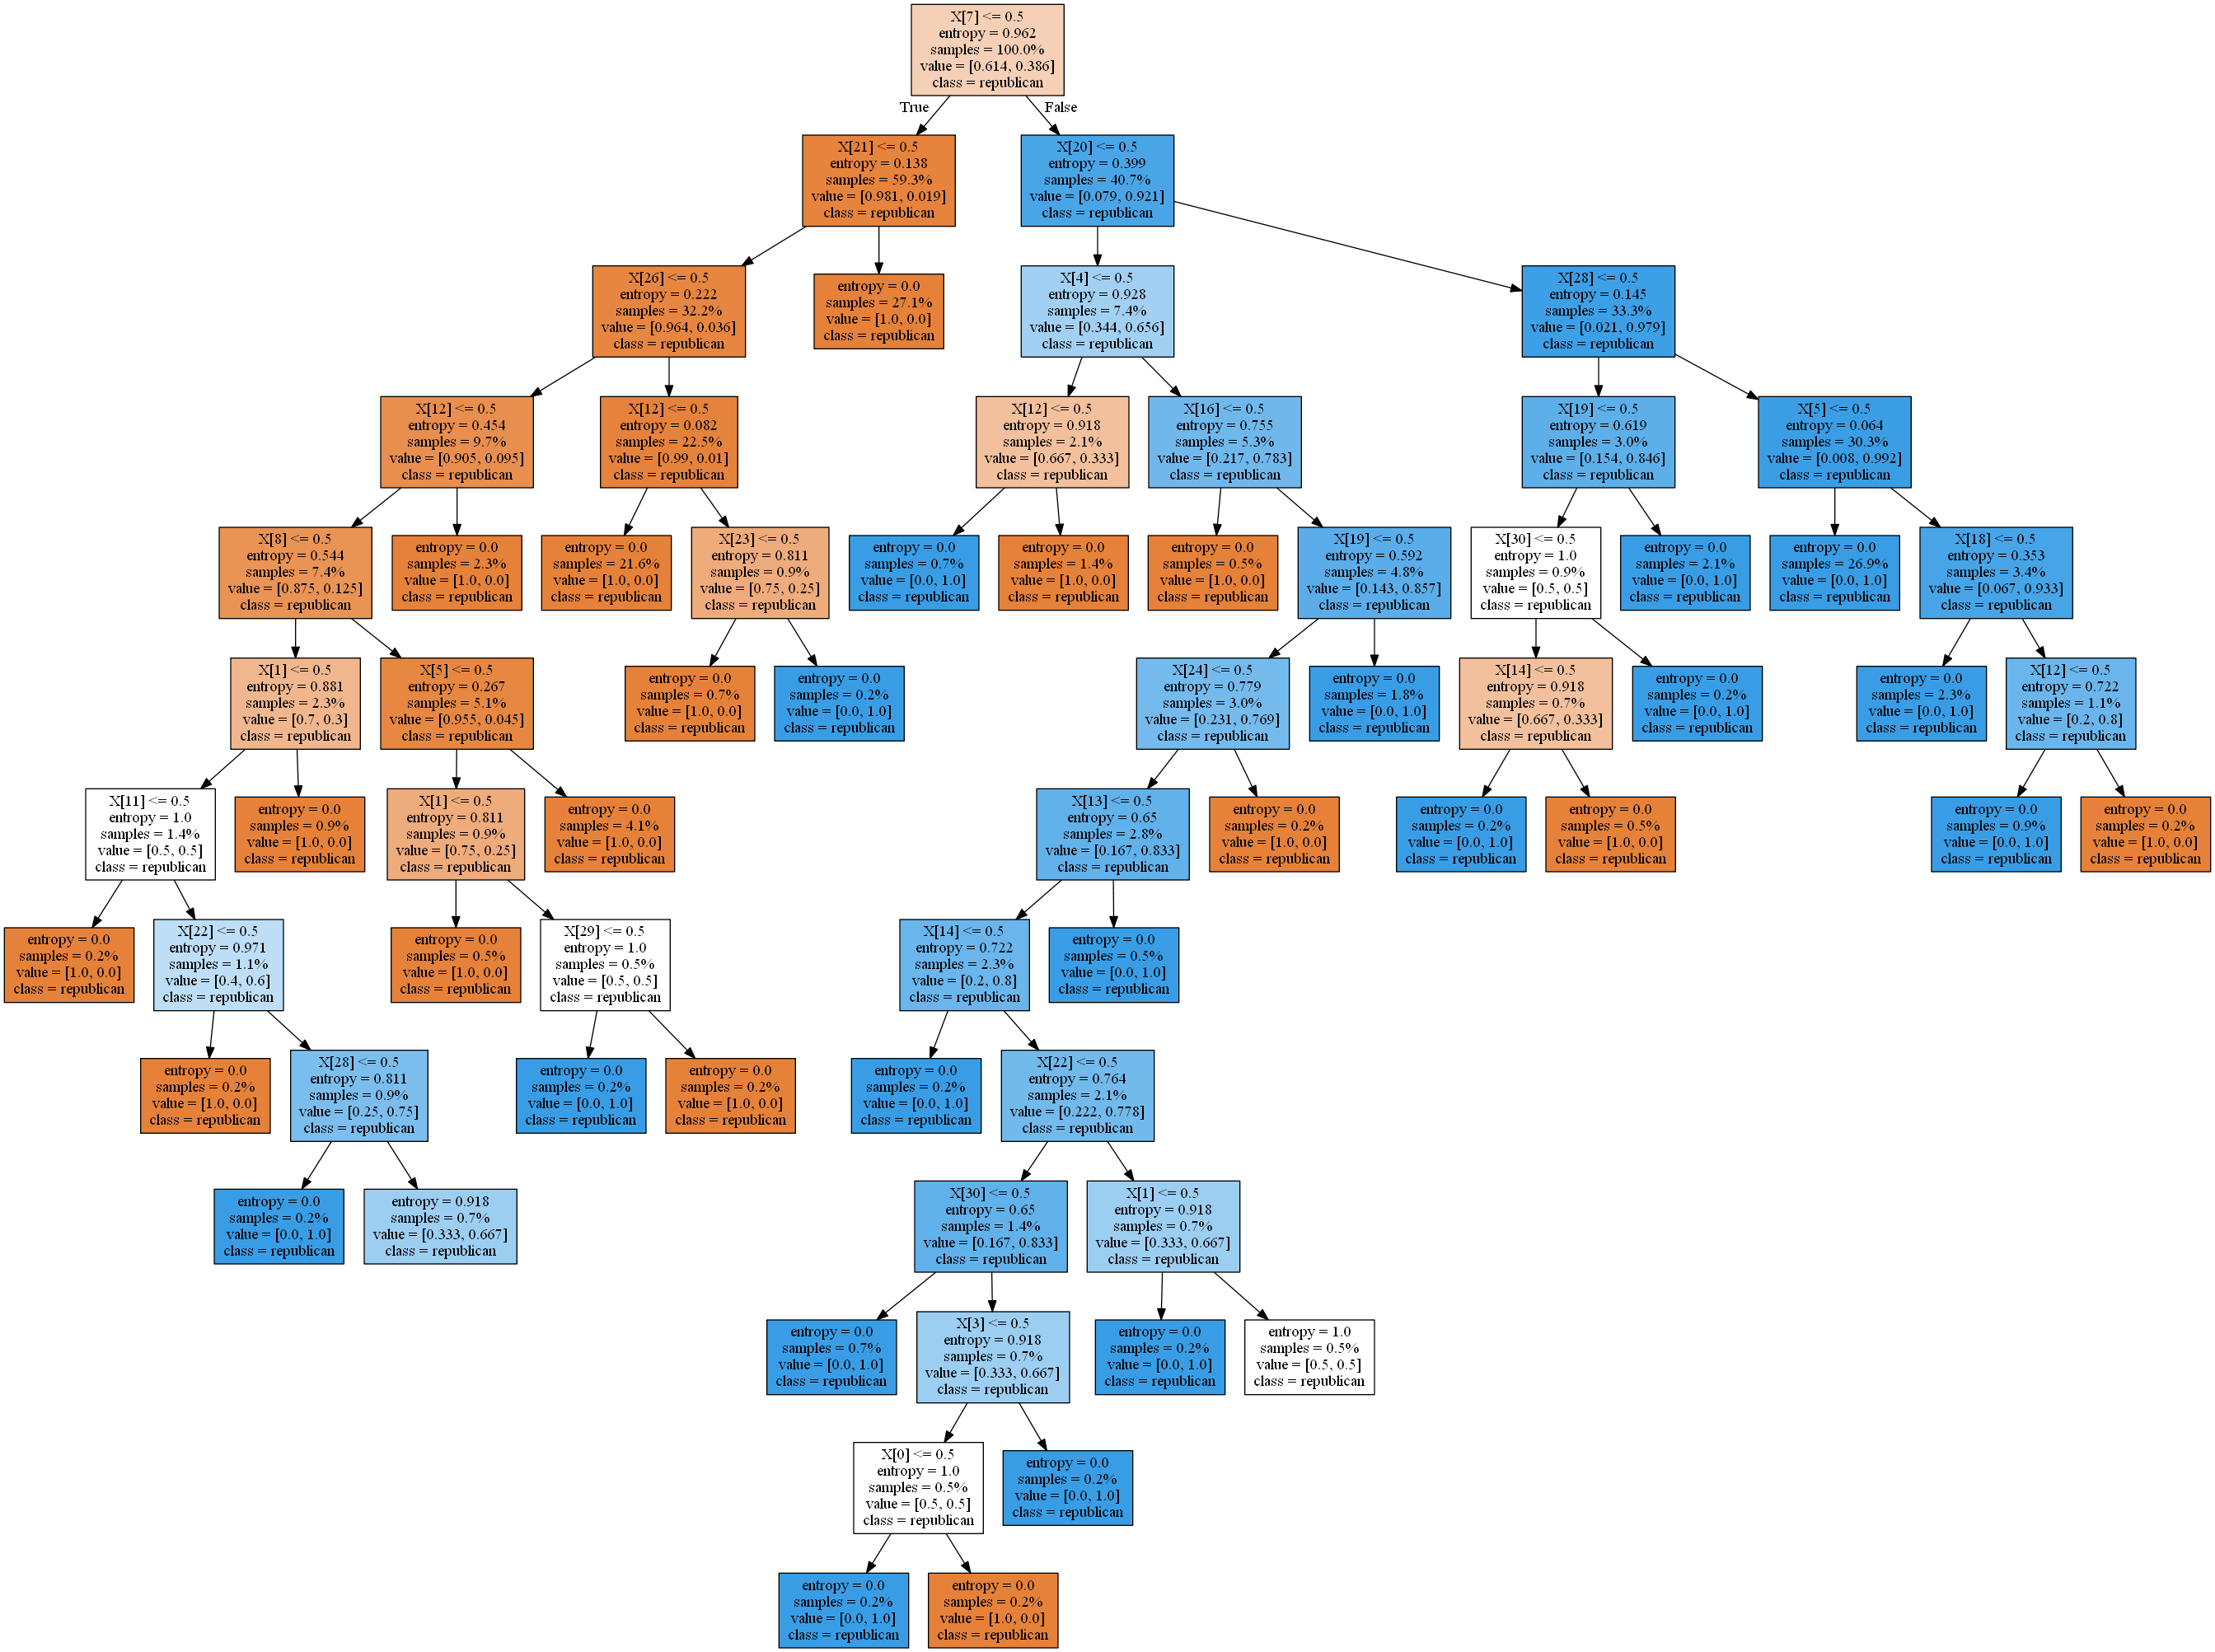 X[7] <= 0.5
entropy = 0.962
samples = 100.0%
value = [0.614, 0.386]
class = republican
True
False
X[21] <= 0.5
entropy = 0.138
samples = 59.3%
value = [0.981, 0.019]
class = republican
X[20] <= 0.5
entropy = 0.399
samples = 40.7%
value = [0.079, 0.921]
class = republican
X[26] <= 0.5
entropy = 0.222
samples = 32.2%
value = [0.964, 0.036]
class = republican
entropy = 0.0
samples = 27.1%
value = [1.0, 0.0]
class = republican
X[4] <= 0.5
entropy = 0.928
samples = 7.4%
value = [0.344, 0.656]
class = republican
X[28] <= 0.5
entropy = 0.145
samples = 33.3%
value = [0.021, 0.979]
class = republican
X[12] <= 0.5
entropy = 0.454
samples = 9.7%
value = [0.905, 0.095]
class = republican
X[12] <= 0.5
entropy = 0.082
samples = 22.5%
value = [0.99, 0.01]
class = republican
X[12] <= 0.5
entropy = 0.918
samples = 2.1%
value = [0.667, 0.333]
class = republican
X[16] <= 0.5
entropy = 0.755
samples = 5.3%
value = [0.217, 0.783]
class = republican
X[19] <= 0.5
entropy = 0.619
samples = 3.0%
value = [0.154, 0.846]
class = republican
X[5] <= 0.5
entropy = 0.064
samples = 30.3%
value = [0.008, 0.992]
class = republican
X[8] <= 0.5
entropy = 0.544
samples = 7.4%
value = [0.875, 0.125]
class = republican
entropy = 0.0
samples = 2.3%
value = [1.0, 0.0]
class = republican
entropy = 0.0
samples = 21.6%
value = [1.0, 0.0]
class = republican
X[23] <= 0.5
entropy = 0.811
samples = 0.9%
value = [0.75, 0.25]
class = republican
entropy = 0.0
samples = 0.7%
value = [0.0, 1.0]
class = republican
entropy = 0.0
samples = 1.4%
value = [1.0, 0.0]
class = republican
entropy = 0.0
samples = 0.5%
value = [1.0, 0.0]
class = republican
X[19] <= 0.5
entropy = 0.592
samples = 4.8%
value = [0.143, 0.857]
class = republican
X[30] <= 0.5
entropy = 1.0
samples = 0.9%
value = [0.5, 0.5]
class = republican
entropy = 0.0
samples = 2.1%
value = [0.0, 1.0]
class = republican
entropy = 0.0
samples = 26.9%
value = [0.0, 1.0]
class = republican
X[18] <= 0.5
entropy = 0.353
samples = 3.4%
value = [0.067, 0.933]
class = republican
X[1] <= 0.5
entropy = 0.881
samples = 2.3%
value = [0.7, 0.3]
class = republican
X[5] <= 0.5
entropy = 0.267
samples = 5.1%
value = [0.955, 0.045]
class = republican
entropy = 0.0
samples = 0.7%
value = [1.0, 0.0]
class = republican
entropy = 0.0
samples = 0.2%
value = [0.0, 1.0]
class = republican
X[24] <= 0.5
entropy = 0.779
samples = 3.0%
value = [0.231, 0.769]
class = republican
entropy = 0.0
samples = 1.8%
value = [0.0, 1.0]
class = republican
X[14] <= 0.5
entropy = 0.918
samples = 0.7%
value = [0.667, 0.333]
class = republican
entropy = 0.0
samples = 0.2%
value = [0.0, 1.0]
class = republican
entropy = 0.0
samples = 2.3%
value = [0.0, 1.0]
class = republican
X[12] <= 0.5
entropy = 0.722
samples = 1.1%
value = [0.2, 0.8]
class = republican
X[11] <= 0.5
entropy = 1.0
samples = 1.4%
value = [0.5, 0.5]
class = republican
entropy = 0.0
samples = 0.9%
value = [1.0, 0.0]
class = republican
X[1] <= 0.5
entropy = 0.811
samples = 0.9%
value = [0.75, 0.25]
class = republican
entropy = 0.0
samples = 4.1%
value = [1.0, 0.0]
class = republican
X[13] <= 0.5
entropy = 0.65
samples = 2.8%
value = [0.167, 0.833]
class = republican
entropy = 0.0
samples = 0.2%
value = [1.0, 0.0]
class = republican
entropy = 0.0
samples = 0.2%
value = [0.0, 1.0]
class = republican
entropy = 0.0
samples = 0.5%
value = [1.0, 0.0]
class = republican
entropy = 0.0
samples = 0.9%
value = [0.0, 1.0]
class = republican
entropy = 0.0
samples = 0.2%
value = [1.0, 0.0]
class = republican
entropy = 0.0
samples = 0.2%
value = [1.0, 0.0]
class = republican
X[22] <= 0.5
entropy = 0.971
samples = 1.1%
value = [0.4, 0.6]
class = republican
entropy = 0.0
samples = 0.5%
value = [1.0, 0.0]
class = republican
X[29] <= 0.5
entropy = 1.0
samples = 0.5%
value = [0.5, 0.5]
class = republican
X[14] <= 0.5
entropy = 0.722
samples = 2.3%
value = [0.2, 0.8]
class = republican
entropy = 0.0
samples = 0.5%
value = [0.0, 1.0]
class = republican
entropy = 0.0
samples = 0.2%
value = [1.0, 0.0]
class = republican
X[28] <= 0.5
entropy = 0.811
samples = 0.9%
value = [0.25, 0.75]
class = republican
entropy = 0.0
samples = 0.2%
value = [0.0, 1.0]
class = republican
entropy = 0.0
samples = 0.2%
value = [1.0, 0.0]
class = republican
entropy = 0.0
samples = 0.2%
value = [0.0, 1.0]
class = republican
X[22] <= 0.5
entropy = 0.764
samples = 2.1%
value = [0.222, 0.778]
class = republican
entropy = 0.0
samples = 0.2%
value = [0.0, 1.0]
class = republican
entropy = 0.918
samples = 0.7%
value = [0.333, 0.667]
class = republican
X[30] <= 0.5
entropy = 0.65
samples = 1.4%
value = [0.167, 0.833]
class = republican
X[1] <= 0.5
entropy = 0.918
samples = 0.7%
value = [0.333, 0.667]
class = republican
entropy = 0.0
samples = 0.7%
value = [0.0, 1.0]
class = republican
X[3] <= 0.5
entropy = 0.918
samples = 0.7%
value = [0.333, 0.667]
class = republican
entropy = 0.0
samples = 0.2%
value = [0.0, 1.0]
class = republican
entropy = 1.0
samples = 0.5%
value = [0.5, 0.5]
class = republican
X[0] <= 0.5
entropy = 1.0
samples = 0.5%
value = [0.5, 0.5]
class = republican
entropy = 0.0
samples = 0.2%
value = [0.0, 1.0]
class = republican
entropy = 0.0
samples = 0.2%
value = [0.0, 1.0]
class = republican
entropy = 0.0
samples = 0.2%
value = [1.0, 0.0]
class = republican